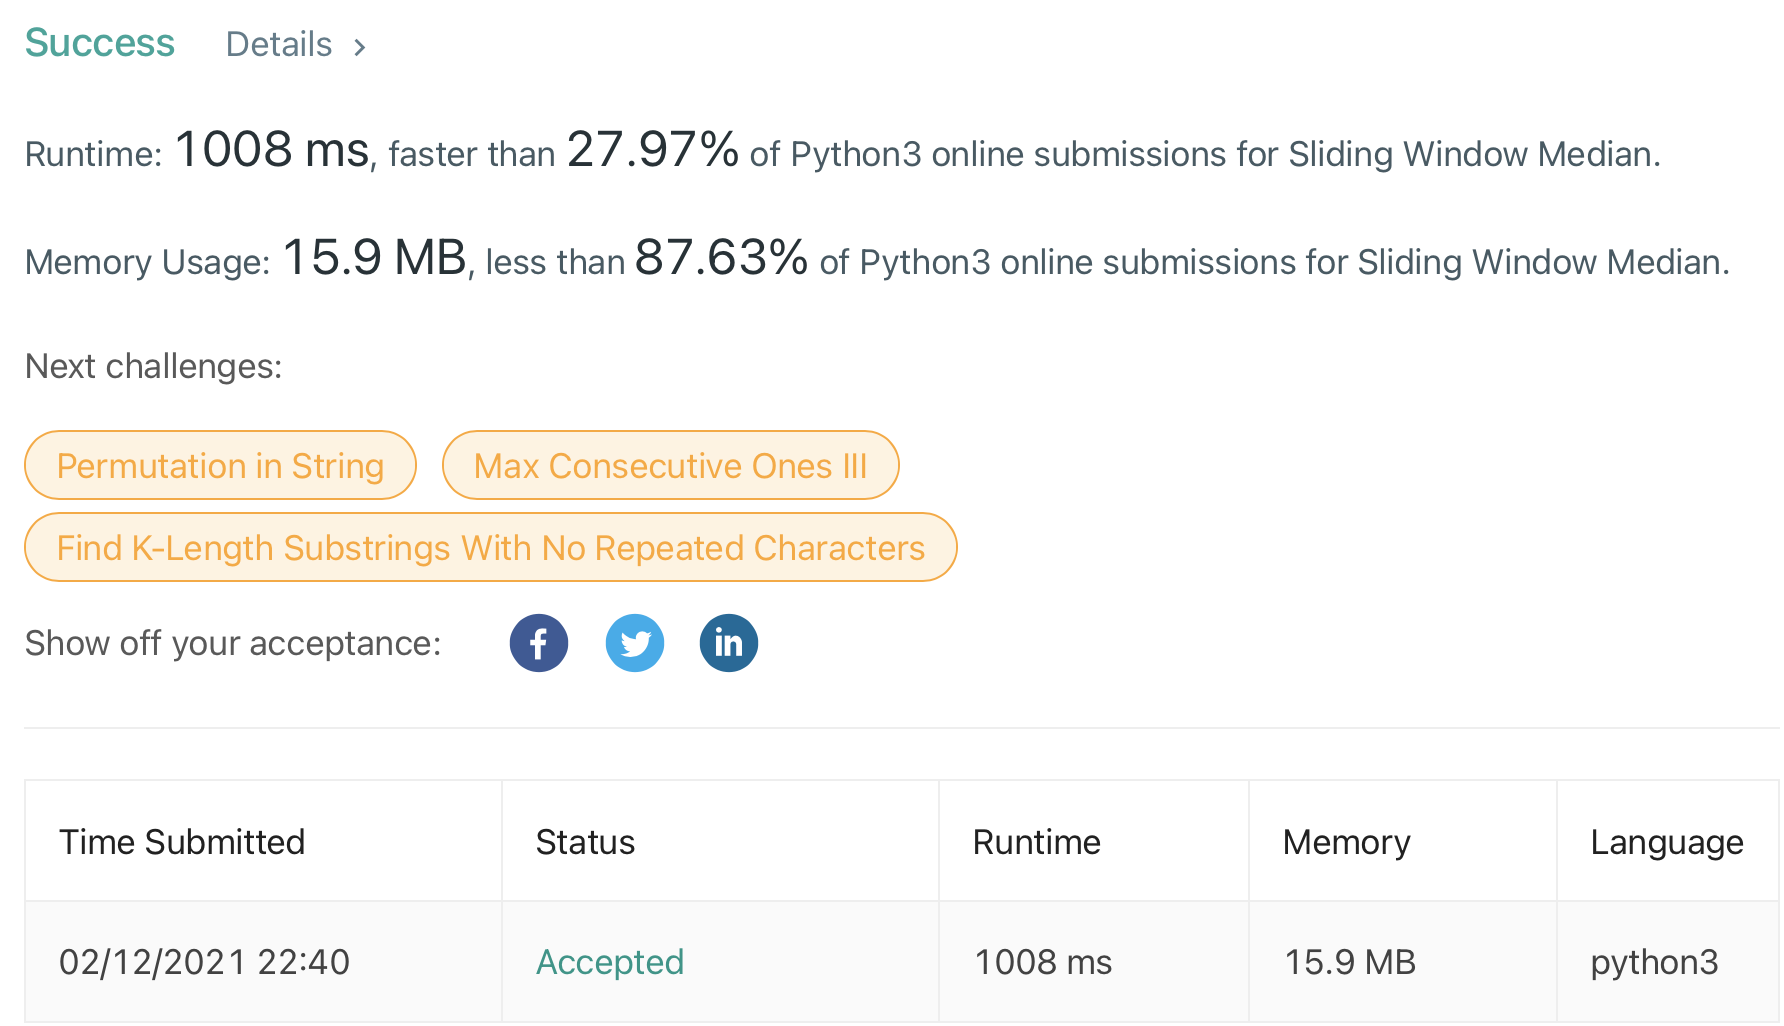 Success Details >
Runtime: 1008 ms, faster than 27.97% of Python3 online submissions for Sliding Window Median.
Memory Usage: 15.9 MB, less than 87.63% of Python3 online submissions for Sliding Window Median.
Next challenges:
Permutation in String Max Consecutive Ones III
Find K-Length Substrings With No Repeated Characters
Show off your acceptance: f in
Time Submitted Status Runtime Memory Language
02/12/2021 22:40 Accepted 1008 ms 15.9 MB python3